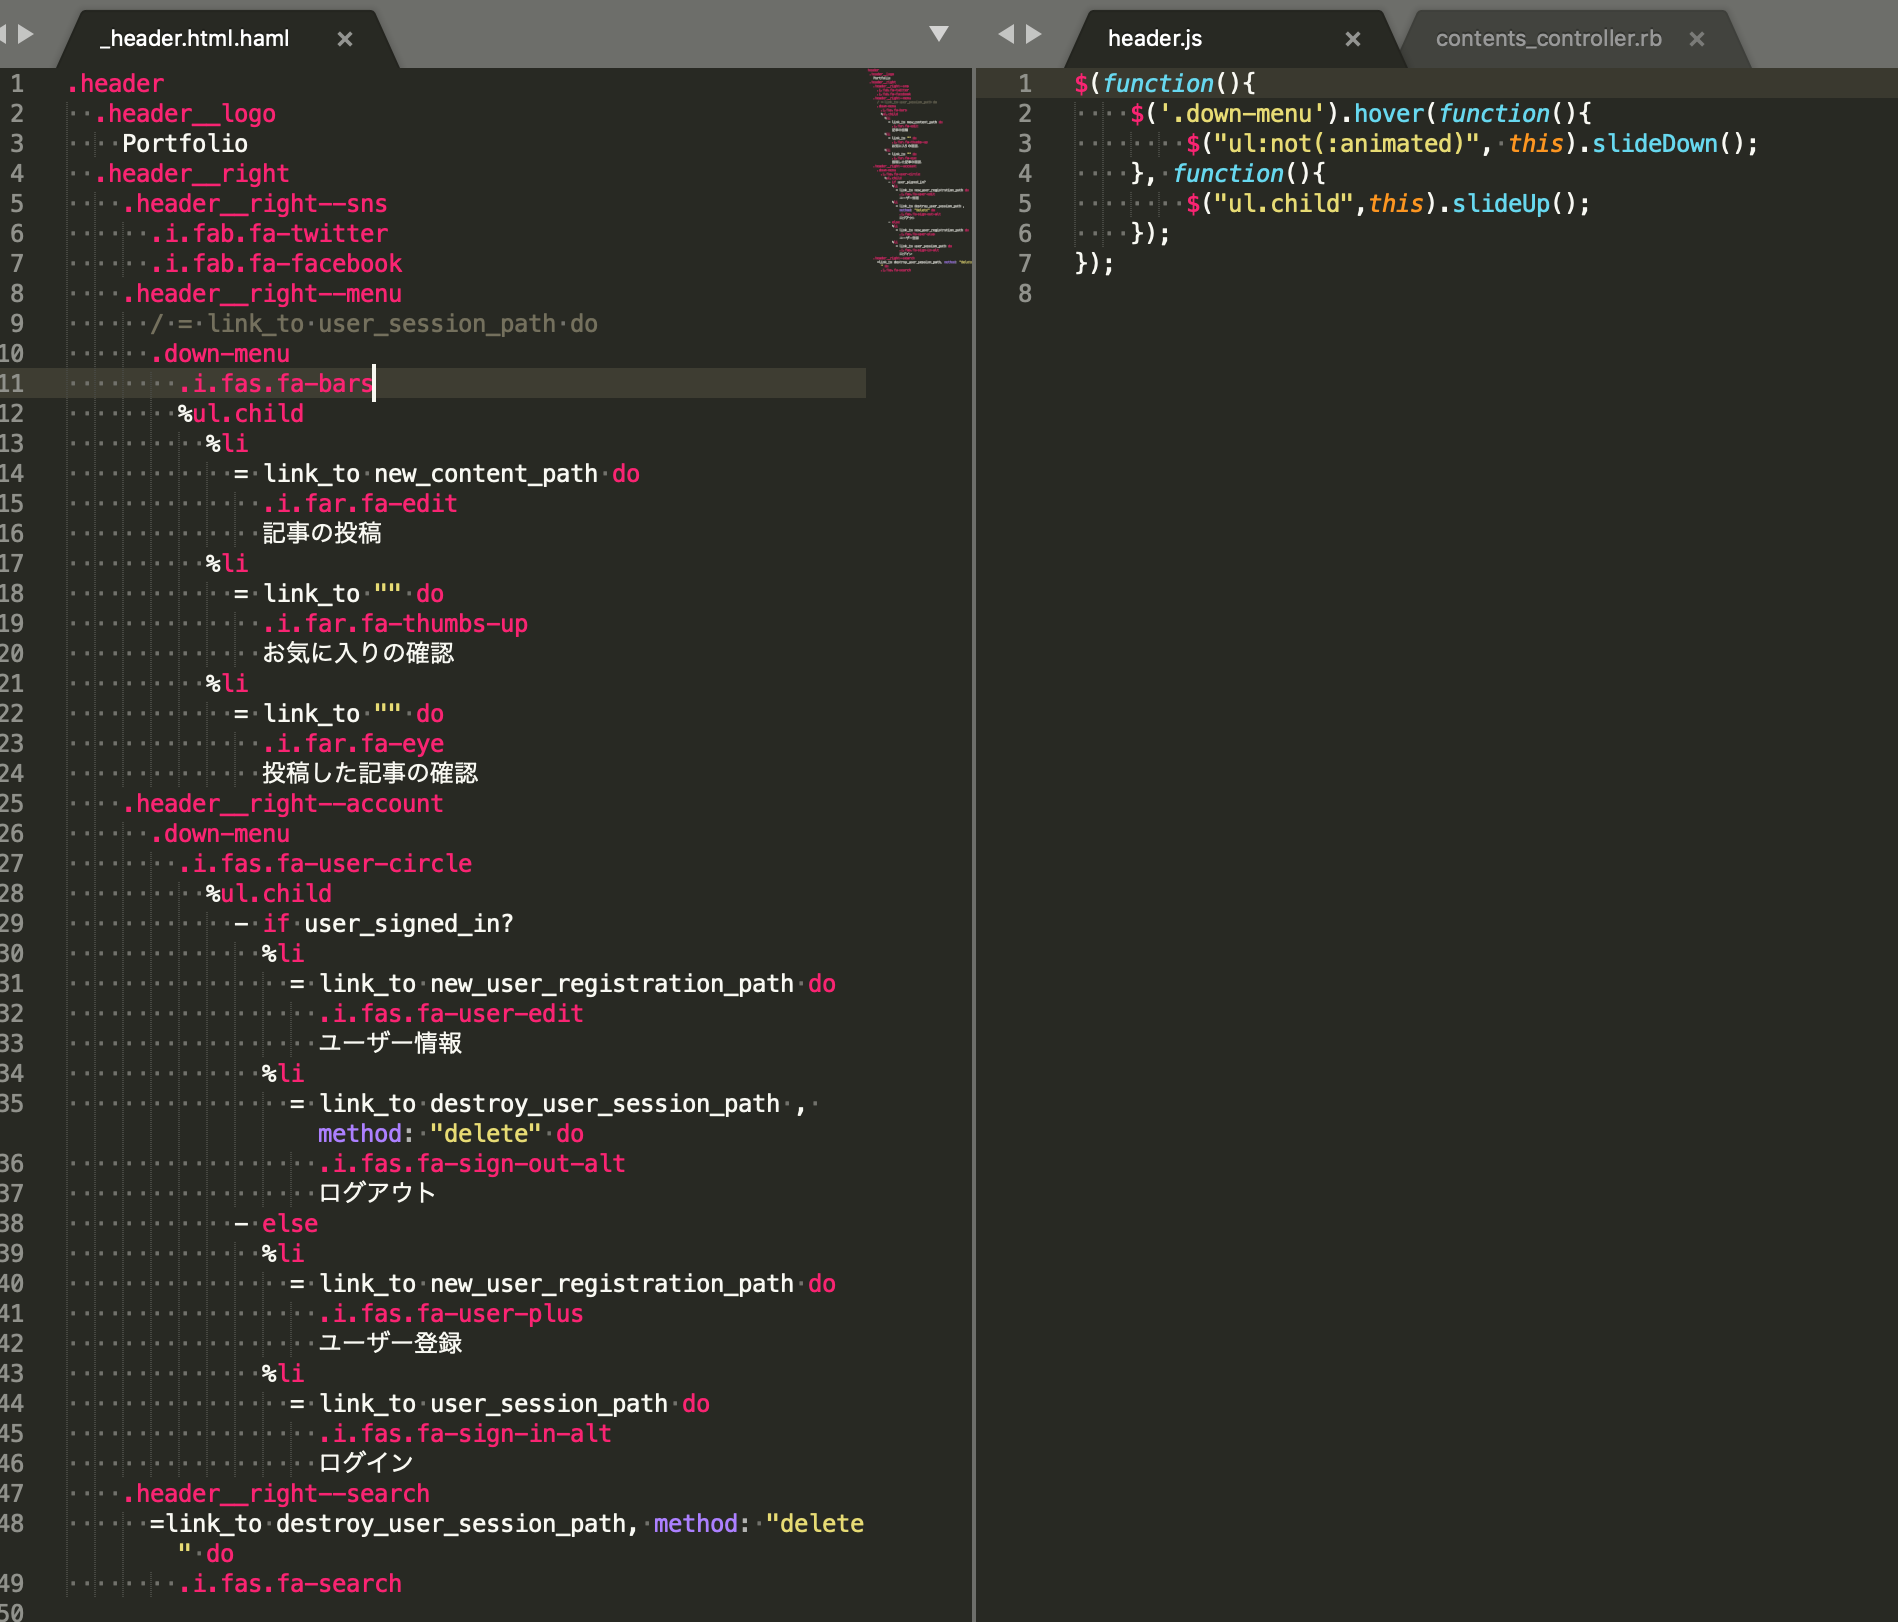 _header.html.haml ×
1 .header
2 .header__logo
3 Portfolio
4 .header__right
5 .header__right--sns
6 .i.fab.fa-twitter
7 .i.fab.fa-facebook
8 .header__right--menu
9 / = link_to user_session_path do
10 .down-menu
11 .i.fas.fa-bars
12 %ul.child
13 %li
14 = link_to new_content_path do
15 .i.far.fa-edit
16 記事の投稿
17 %li
18 = link_to "" do
19 .i.far.fa-thumbs-up
20 お気に入りの確認
21 %li
22 = link_to "" do
23 .i.far.fa-eye
24 投稿した記事の確認
25 .header__right--account
26 .down-menu
27 .i.fas.fa-user-circle
28 %ul.child
29 - if user_signed_in?
30 %li
31 = link_to new_user_registration_path do
32 .i.fas.fa-user-edit
33 ユーザー情報
34 %li
35 = link_to destroy_user_session_path ,
method: "delete" do
36 .i.fas.fa-sign-out-alt
37 ログアウト
38 - else
39 %li
40 = link_to new_user_registration_path do
41 .i.fas.fa-user-plus
42 ユーザー登録
43 %li
44 = link_to user_session_path do
45 .i.fas.fa-sign-in-alt
46 ログイン
47 .header__right--search
48 =link_to destroy_user_session_path, method: "delete
" do
49 .i.fas.fa-search
50
header.js × contents_controller.rb ×
1 $(function(){
2 $('.down-menu').hover(function(){
3 $("ul:not(:animated)", this).slideDown();
4 }, function(){
5 $("ul.child",this).slideUp();
6 });
7 });
8